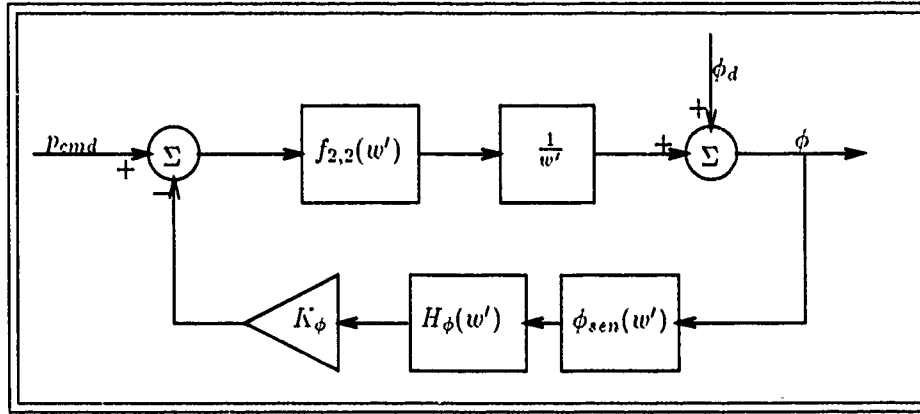 ϕ_d
+
p_cmd
+
Σ
f_{2,2}(w′)
1/w′
+
Σ
ϕ
−
K_ϕ
H_ϕ(w′)
ϕ_sen(w′)